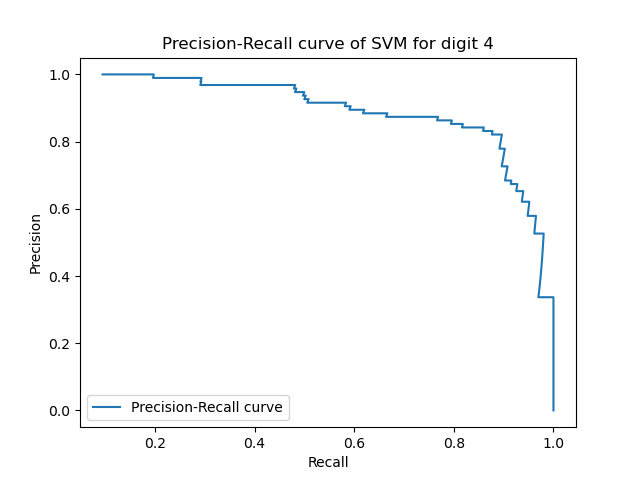 Precision-Recall curve of SVM for digit 4
1.0
0.8
0.6
0.4
0.2
0.0
Precision
Precision-Recall curve
0.2 0.4 0.6 0.8 1.0
Recall